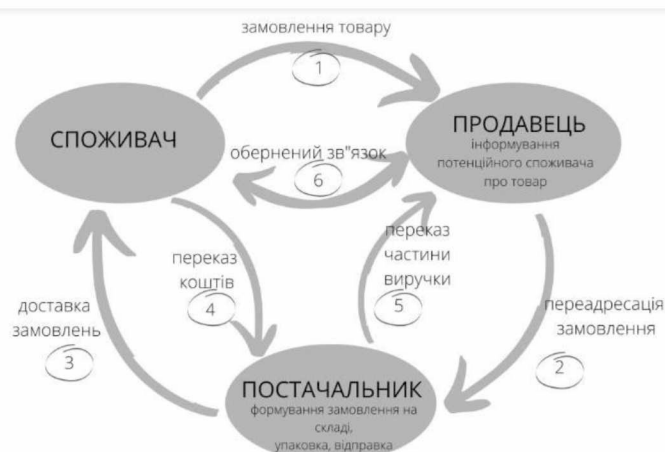 замовлення товару
1
СПОЖИВАЧ
ПРОДАВЕЦЬ
інформування
потенційного споживача
про товар
обернений зв"язок
6
переказ
коштів
4
переказ
частини
виручки
5
доставка
замовлень
3
переадресація
замовлення
2
ПОСТАЧАЛЬНИК
формування замовлення на
складі,
упаковка, відправка